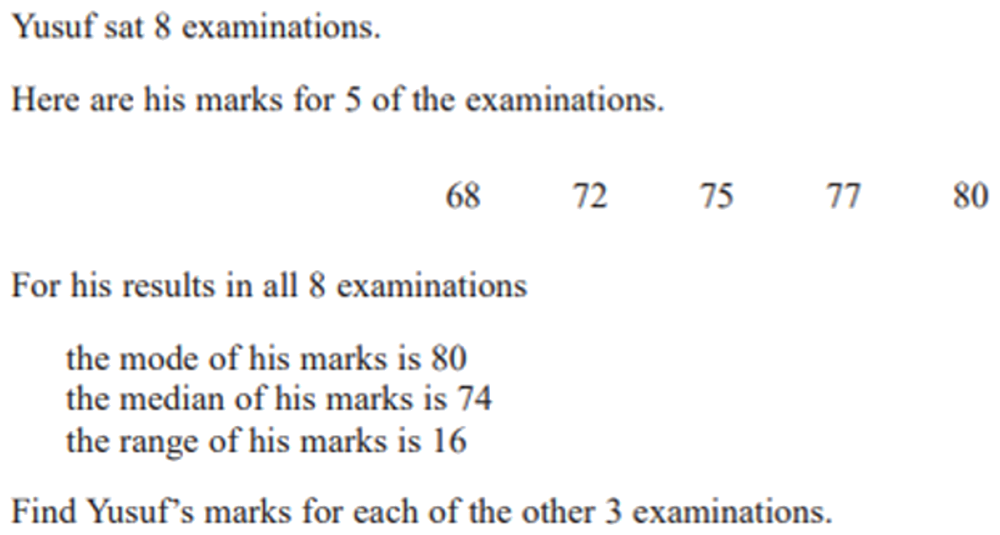 Yusuf sat 8 examinations.
Here are his marks for 5 of the examinations.
68 72 75 77 80
For his results in all 8 examinations
the mode of his marks is 80
the median of his marks is 74
the range of his marks is 16
Find Yusuf’s marks for each of the other 3 examinations.